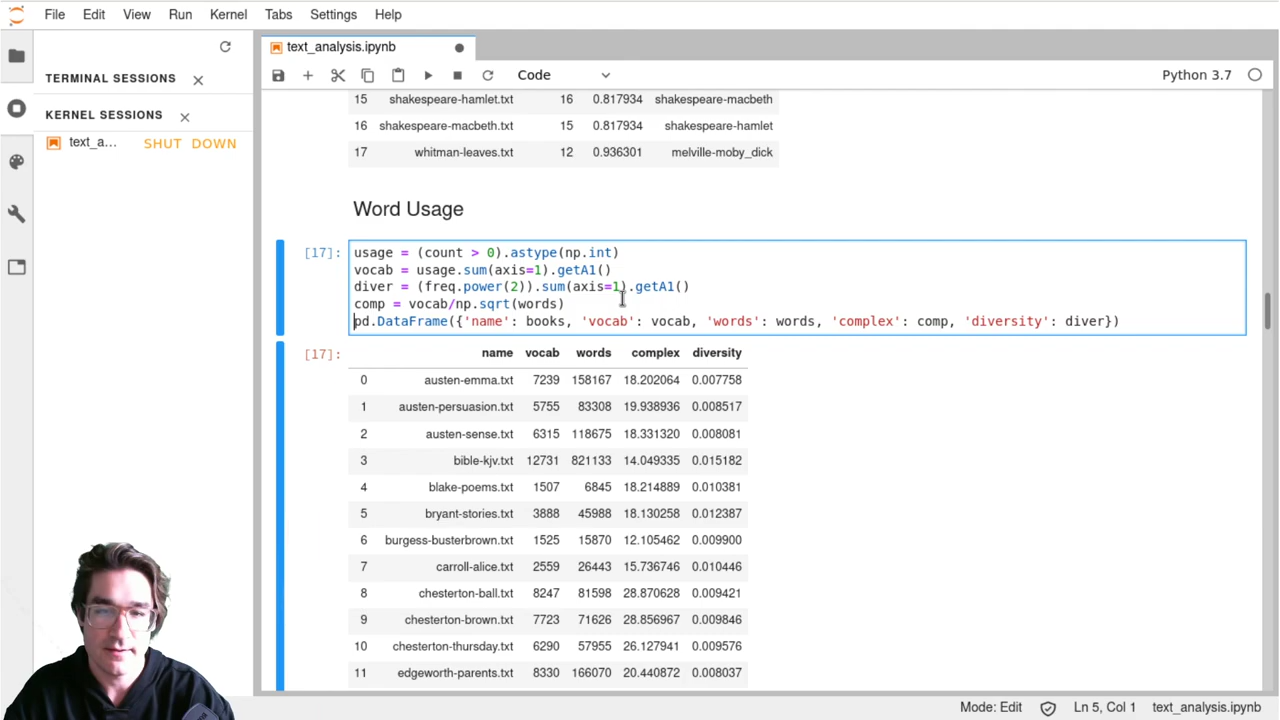 File Edit View Run Kernel Tabs Settings Help
TERMINAL SESSIONS
KERNEL SESSIONS
text_a... SHUT DOWN
text_analysis.ipynb
Code
Python 3.7
15 shakespeare-hamlet.txt 16 0.817934 shakespeare-macbeth
16 shakespeare-macbeth.txt 15 0.817934 shakespeare-hamlet
17 whitman-leaves.txt 12 0.936301 melville-moby_dick
Word Usage
[17]: usage = (count > 0).astype(np.int)
vocab = usage.sum(axis=1).getA1()
diver = (freq.power(2)).sum(axis=1).getA1()
comp = vocab/np.sqrt(words)
pd.DataFrame({'name': books, 'vocab': vocab, 'words': words, 'complex': comp, 'diversity': diver})
[17]: name vocab words complex diversity
0 austen-emma.txt 7239 158167 18.202064 0.007758
1 austen-persuasion.txt 5755 83308 19.938936 0.008517
2 austen-sense.txt 6315 118675 18.331320 0.008081
3 bible-kjv.txt 12731 821133 14.049335 0.015182
4 blake-poems.txt 1507 6845 18.214889 0.010381
5 bryant-stories.txt 3888 45988 18.130258 0.012387
6 burgess-busterbrown.txt 1525 15870 12.105462 0.009900
7 carroll-alice.txt 2559 26443 15.736746 0.010446
8 chesterton-ball.txt 8247 81598 28.870628 0.009421
9 chesterton-brown.txt 7723 71626 28.856967 0.009846
10 chesterton-thursday.txt 6290 57955 26.127941 0.009576
11 edgeworth-parents.txt 8330 166070 20.440872 0.008037
Mode: Edit Ln 5, Col 1 text_analysis.ipynb